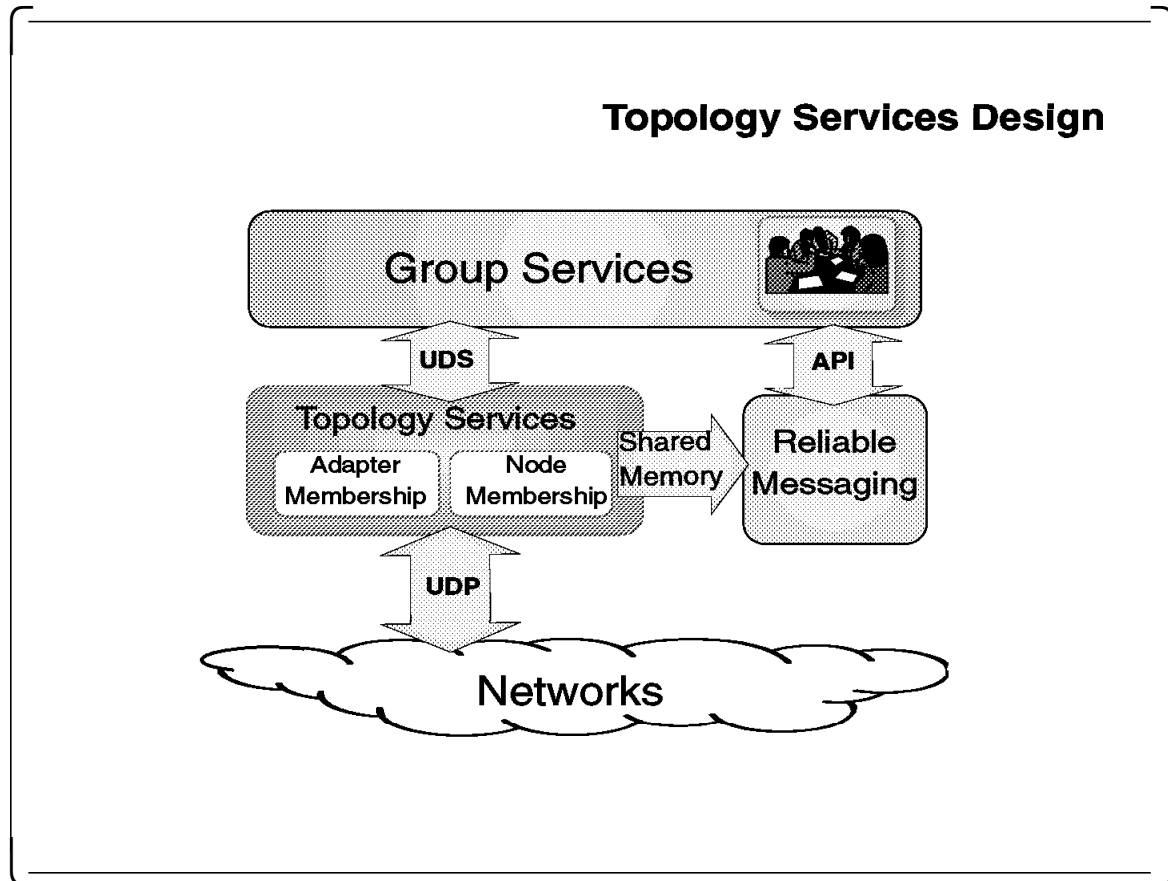 Topology Services Design
Group Services
UDS
API
Topology Services
Adapter
Membership
Node
Membership
Shared
Memory
Reliable
Messaging
UDP
Networks